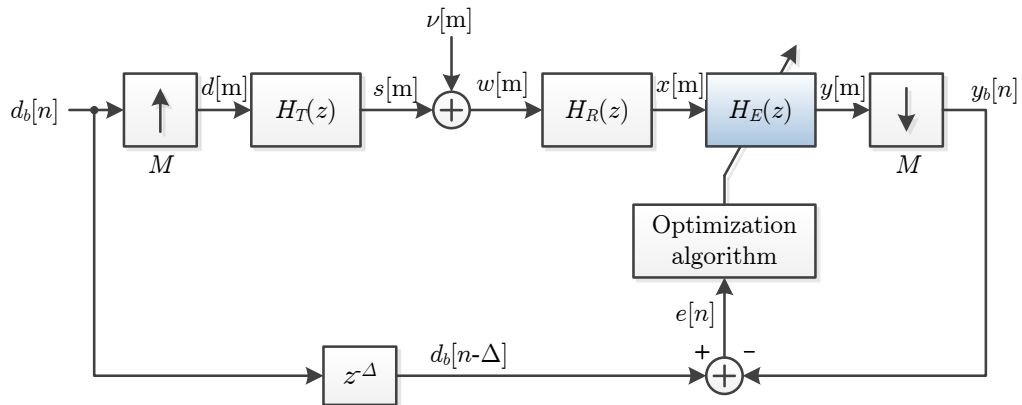 ν[m]
d_b[n]
d[m]
H_T(z)
s[m]
w[m]
H_R(z)
x[m]
H_E(z)
y[m]
y_b[n]
M
M
Optimization
algorithm
e[n]
+
−
z^{-Δ}
d_b[n-Δ]